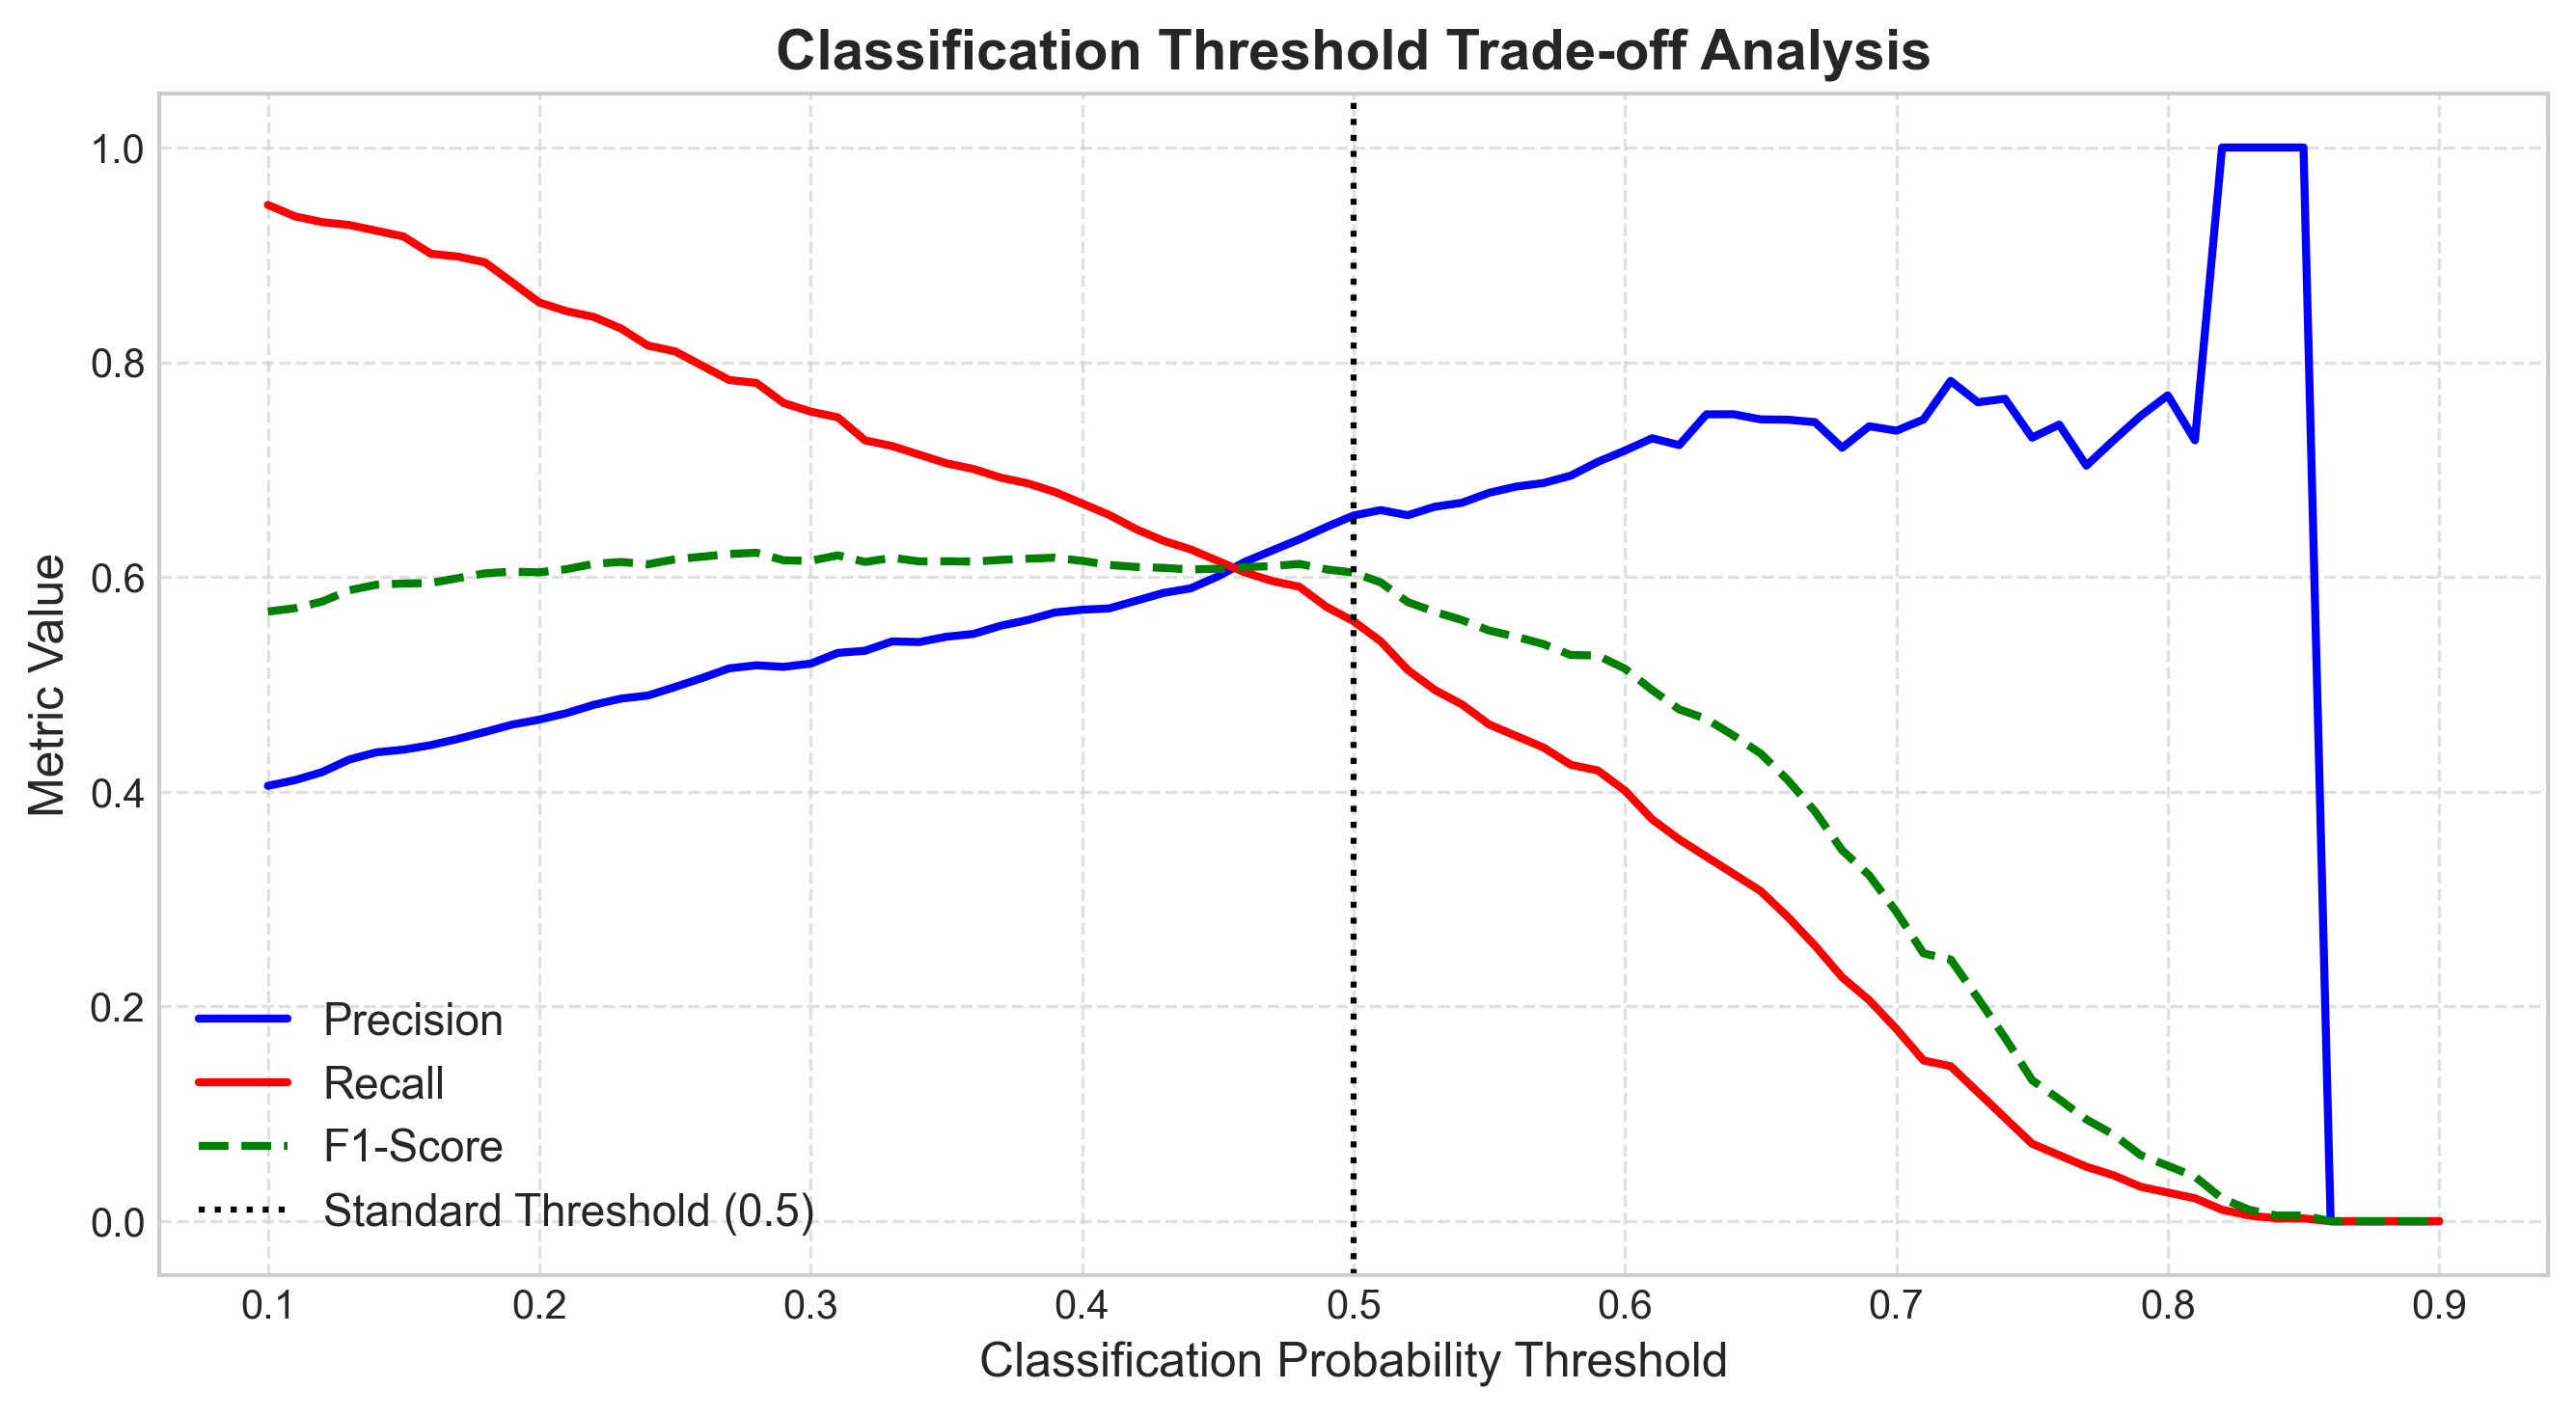 Classification Threshold Trade-off Analysis
1.0
0.8
0.6
0.4
0.2
0.0
Metric Value
Precision
Recall
F1-Score
Standard Threshold (0.5)
0.1 0.2 0.3 0.4 0.5 0.6 0.7 0.8 0.9
Classification Probability Threshold